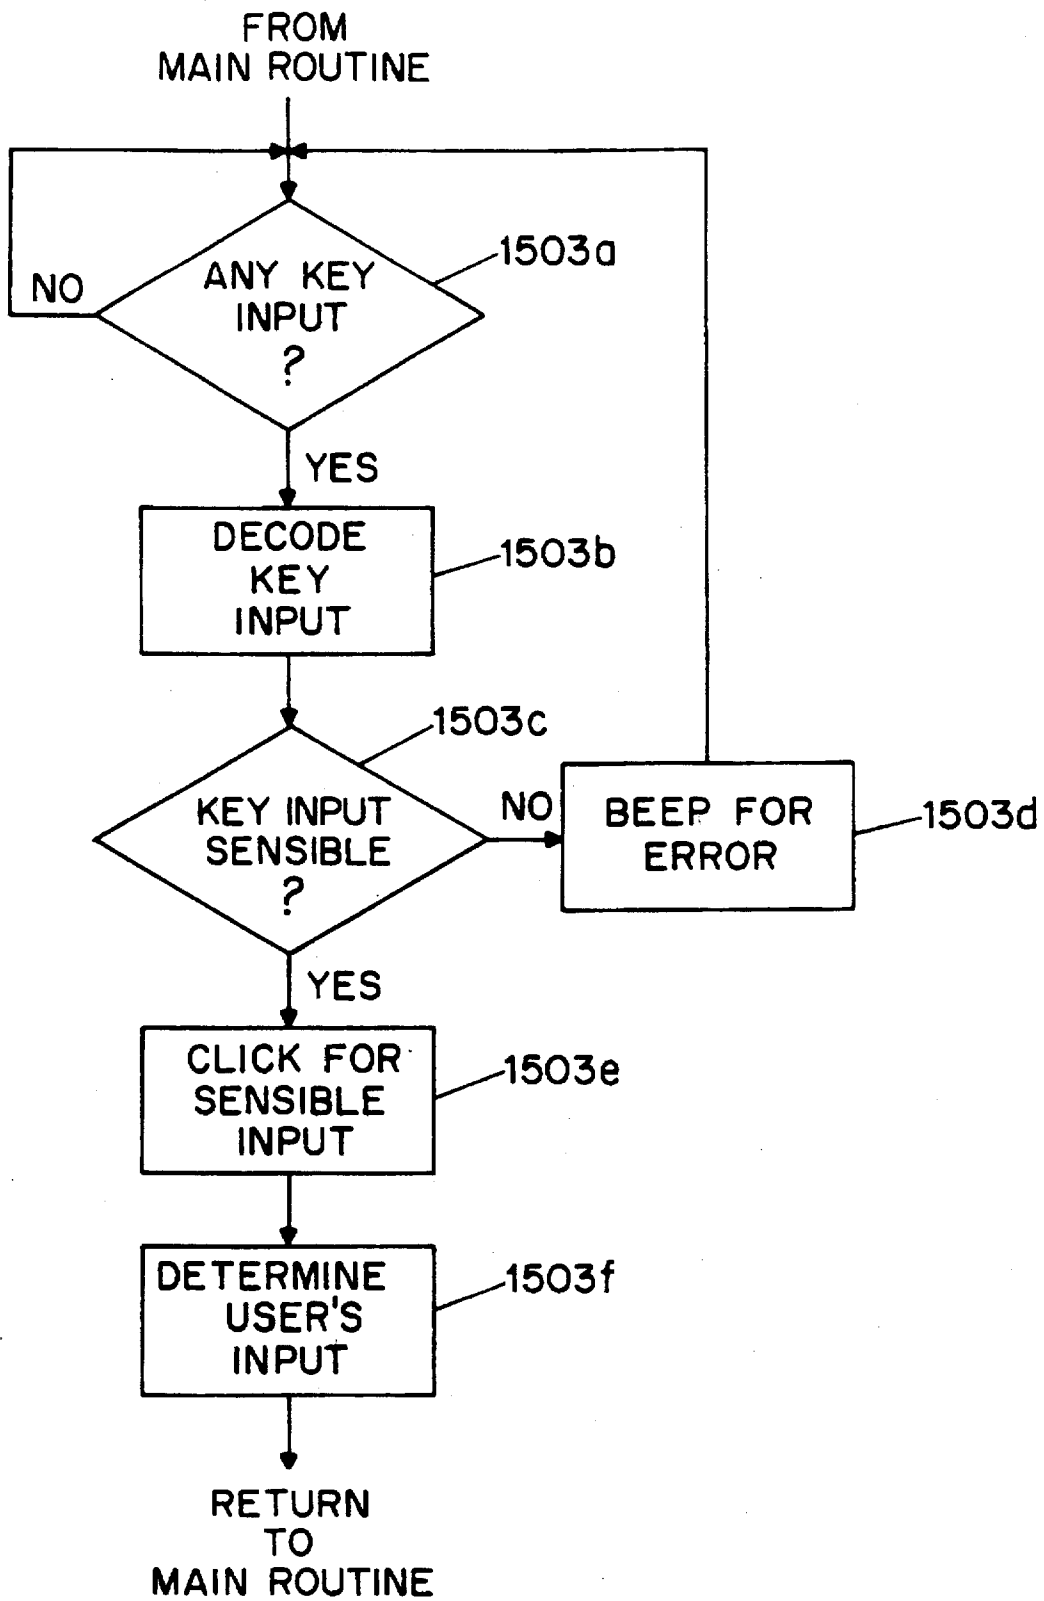 FROM
MAIN ROUTINE
1503a
ANY KEY
INPUT
?
NO
YES
DECODE
KEY
INPUT
1503b
1503c
KEY INPUT
SENSIBLE
?
NO
BEEP FOR
ERROR
1503d
YES
CLICK FOR
SENSIBLE
INPUT
1503e
DETERMINE
USER'S
INPUT
1503f
RETURN
TO
MAIN ROUTINE